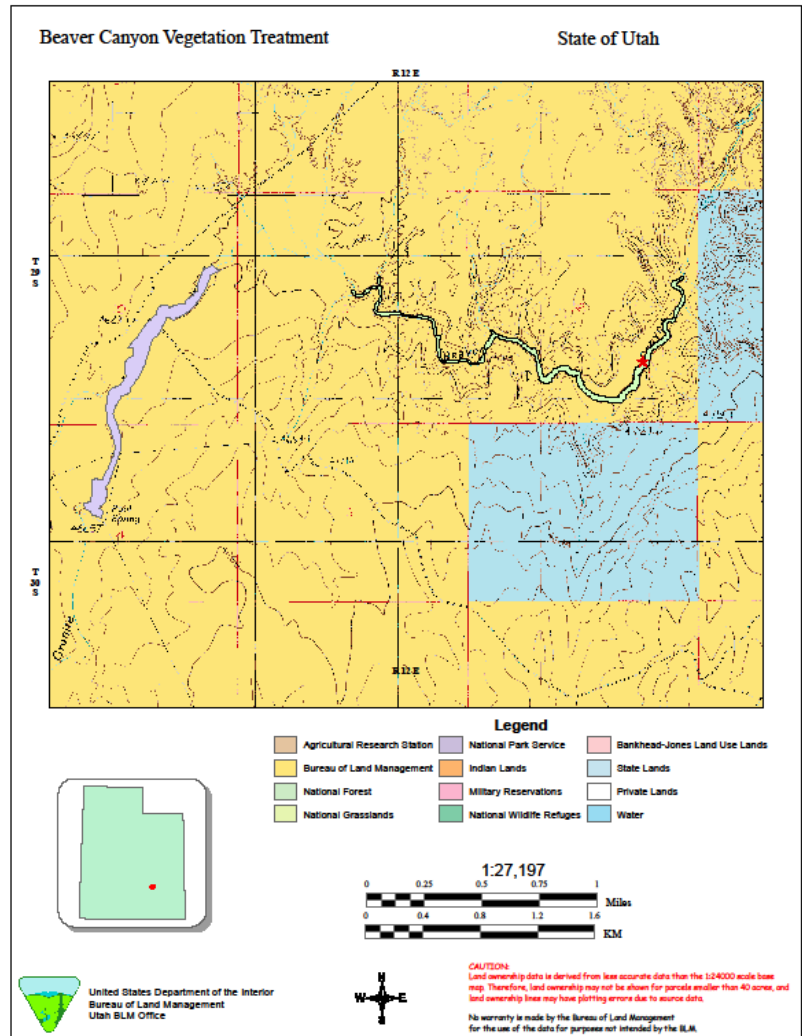 Beaver Canyon Vegetation Treatment State of Utah
R 12 E
T
29
S
T
30
S
Granite
R 12 E
Legend
Agricultural Research Station National Park Service Bankhead-Jones Land Use Lands
Bureau of Land Management Indian Lands State Lands
National Forest Military Reservations Private Lands
National Grasslands National Wildlife Refuges Water
1:27,197
0 0.25 0.5 0.75 1
Miles
0 0.4 0.8 1.2 1.6
KM
United States Department of the Interior
Bureau of Land Management
Utah BLM Office
N
W E
S
CAUTION:
Land ownership data is derived from less accurate data than the 1:24000 scale base
map. Therefore, land ownership may not be shown for parcels smaller than 40 acres, and
land ownership lines may have plotting errors due to source data.
No warranty is made by the Bureau of Land Management
for the use of the data for purposes not intended by the BLM.